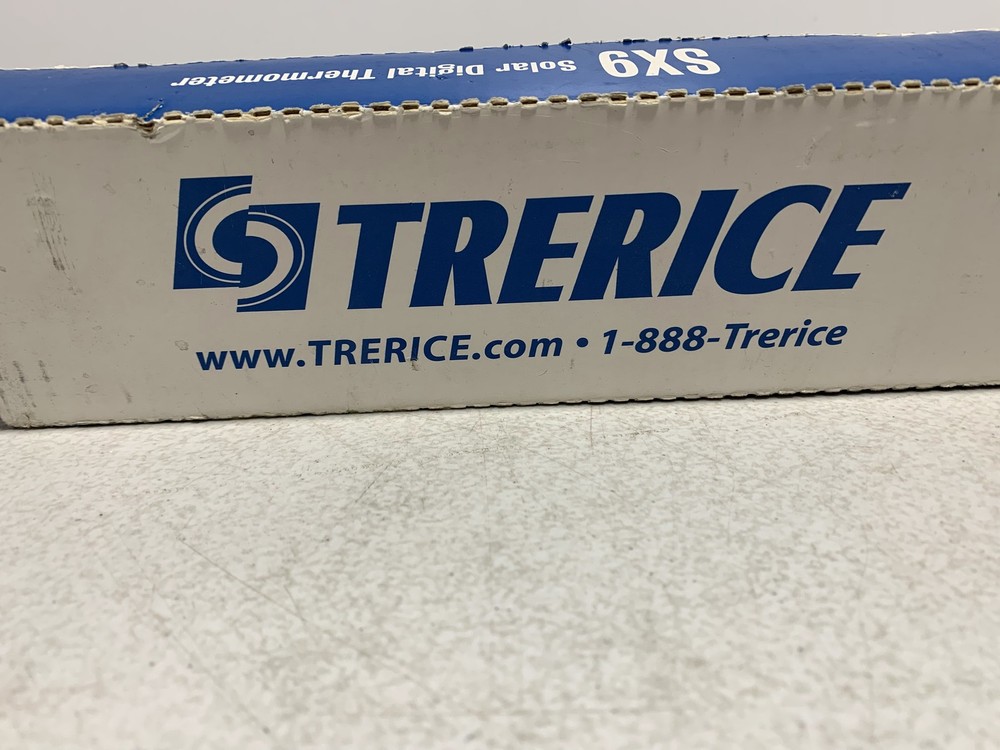 SX9 Solar Digital Thermometer
TRERICE
www.TRERICE.com • 1-888-Trerice